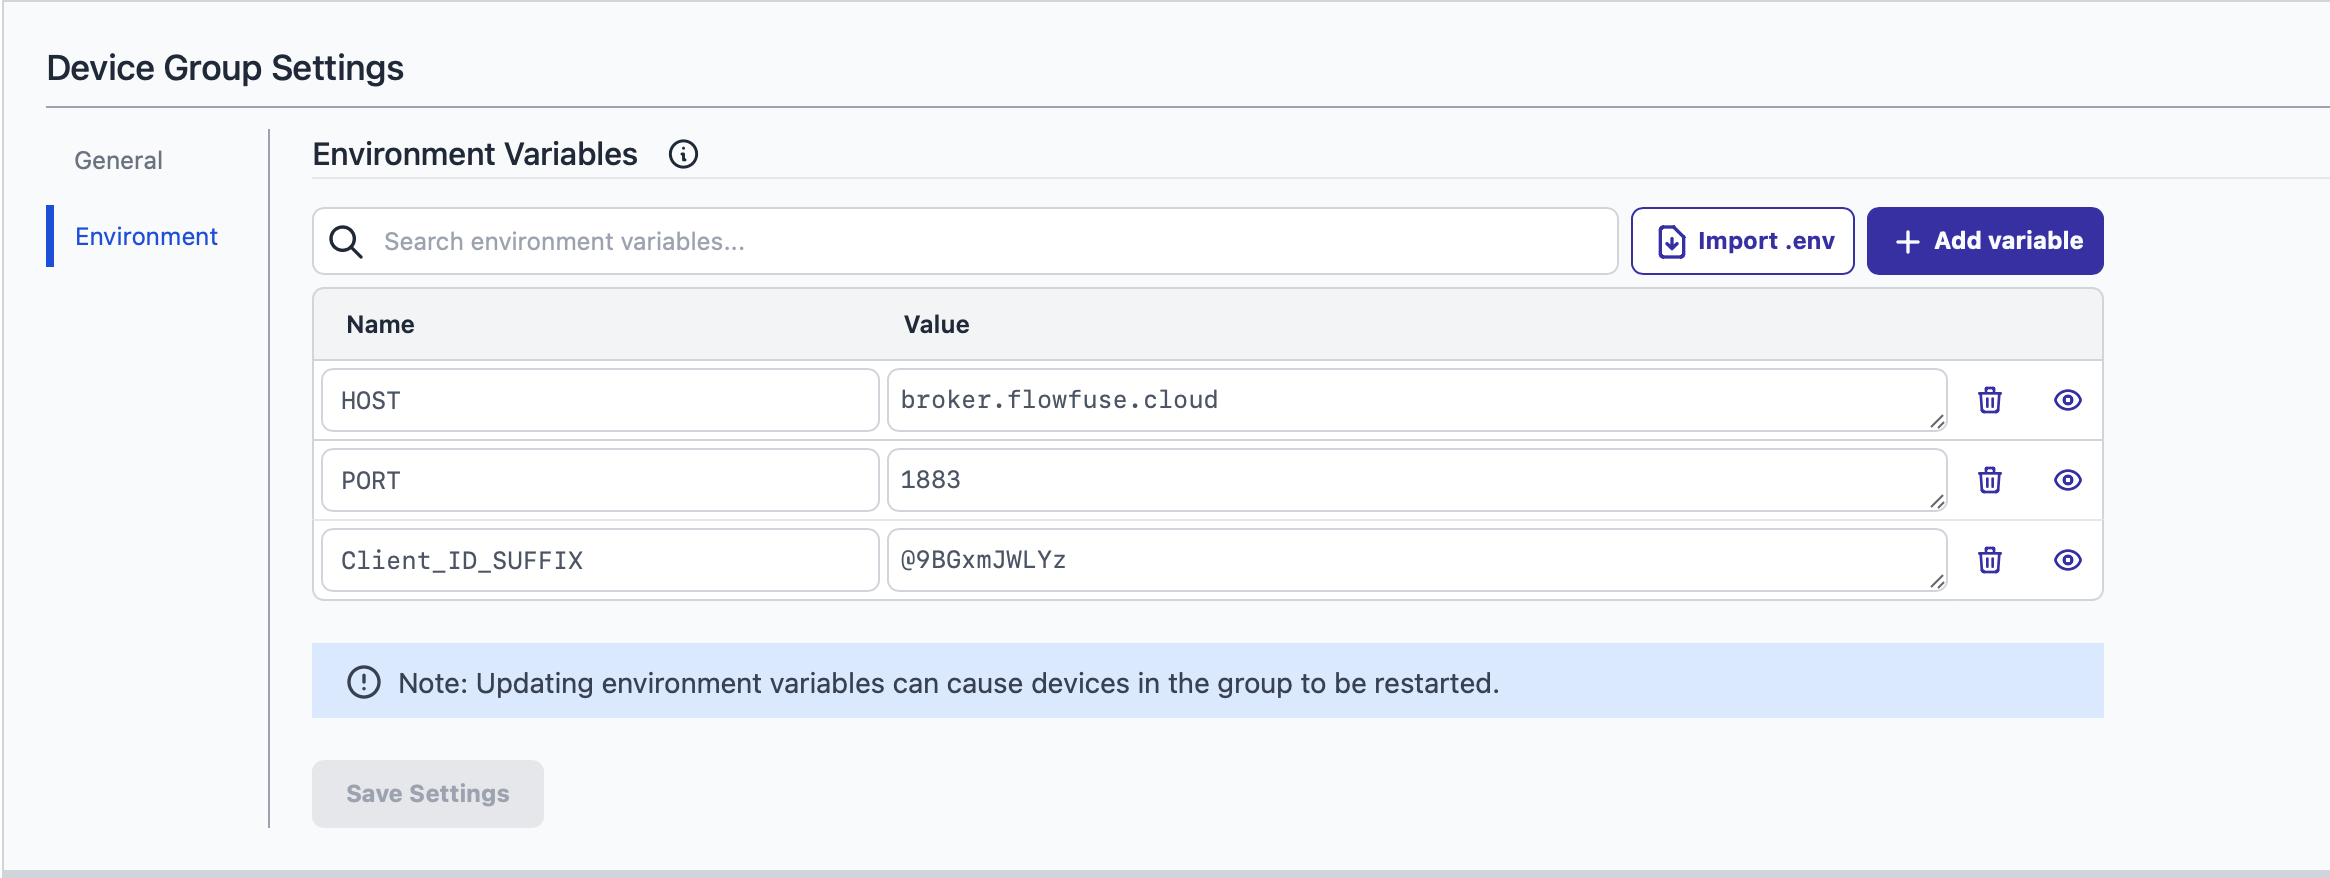 Device Group Settings
General
Environment
Environment Variables
Search environment variables...
Import .env
Add variable
Name Value
HOST broker.flowfuse.cloud
PORT 1883
Client_ID_SUFFIX @9BGxmJWLYz
Note: Updating environment variables can cause devices in the group to be restarted.
Save Settings